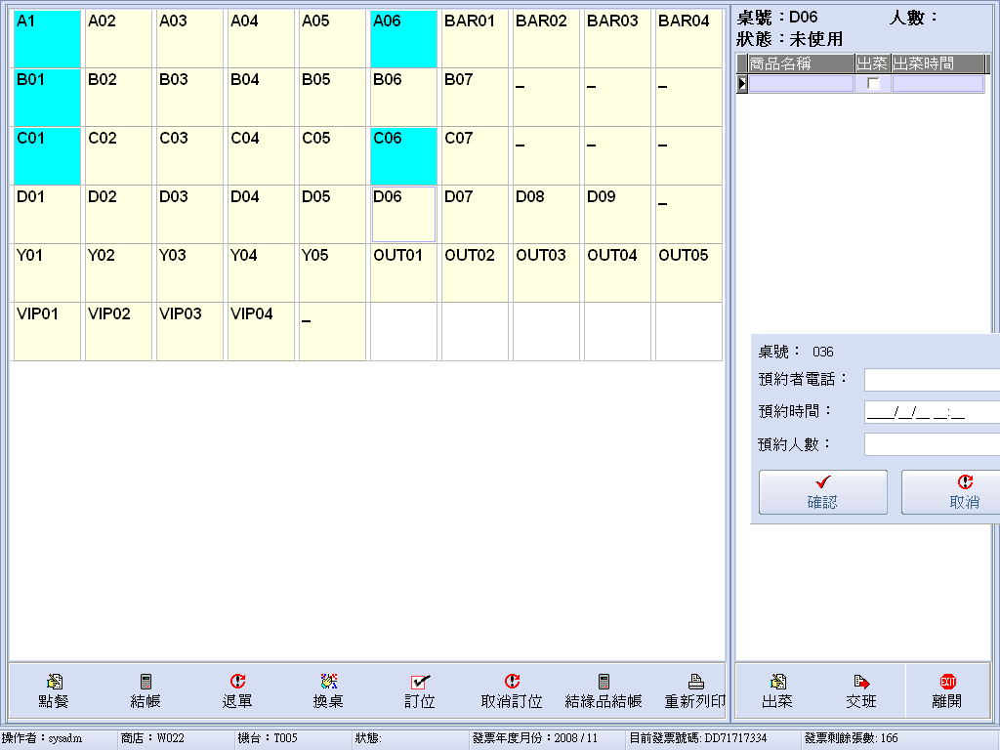 A1 A02 A03 A04 A05 A06 BAR01 BAR02 BAR03 BAR04
B01 B02 B03 B04 B05 B06 B07 _ _ _
C01 C02 C03 C04 C05 C06 C07 _ _ _
D01 D02 D03 D04 D05 D06 D07 D08 D09 _
Y01 Y02 Y03 Y04 Y05 OUT01 OUT02 OUT03 OUT04 OUT05
VIP01 VIP02 VIP03 VIP04 _
桌號：D06 人數：
狀態：未使用
商品名稱 出菜 出菜時間
桌號： 036
預約者電話：
預約時間： ____/__/__ __:__
預約人數：
確認 取消
點餐 結帳 退單 換桌 訂位 取消訂位 結緣品結帳 重新列印 出菜 交班 EXIT 離開
操作者：sysadm 商店：W022 機台：T005 狀態: 發票年度月份：2008 / 11 目前發票號碼: DD71717334 發票剩餘張數: 166